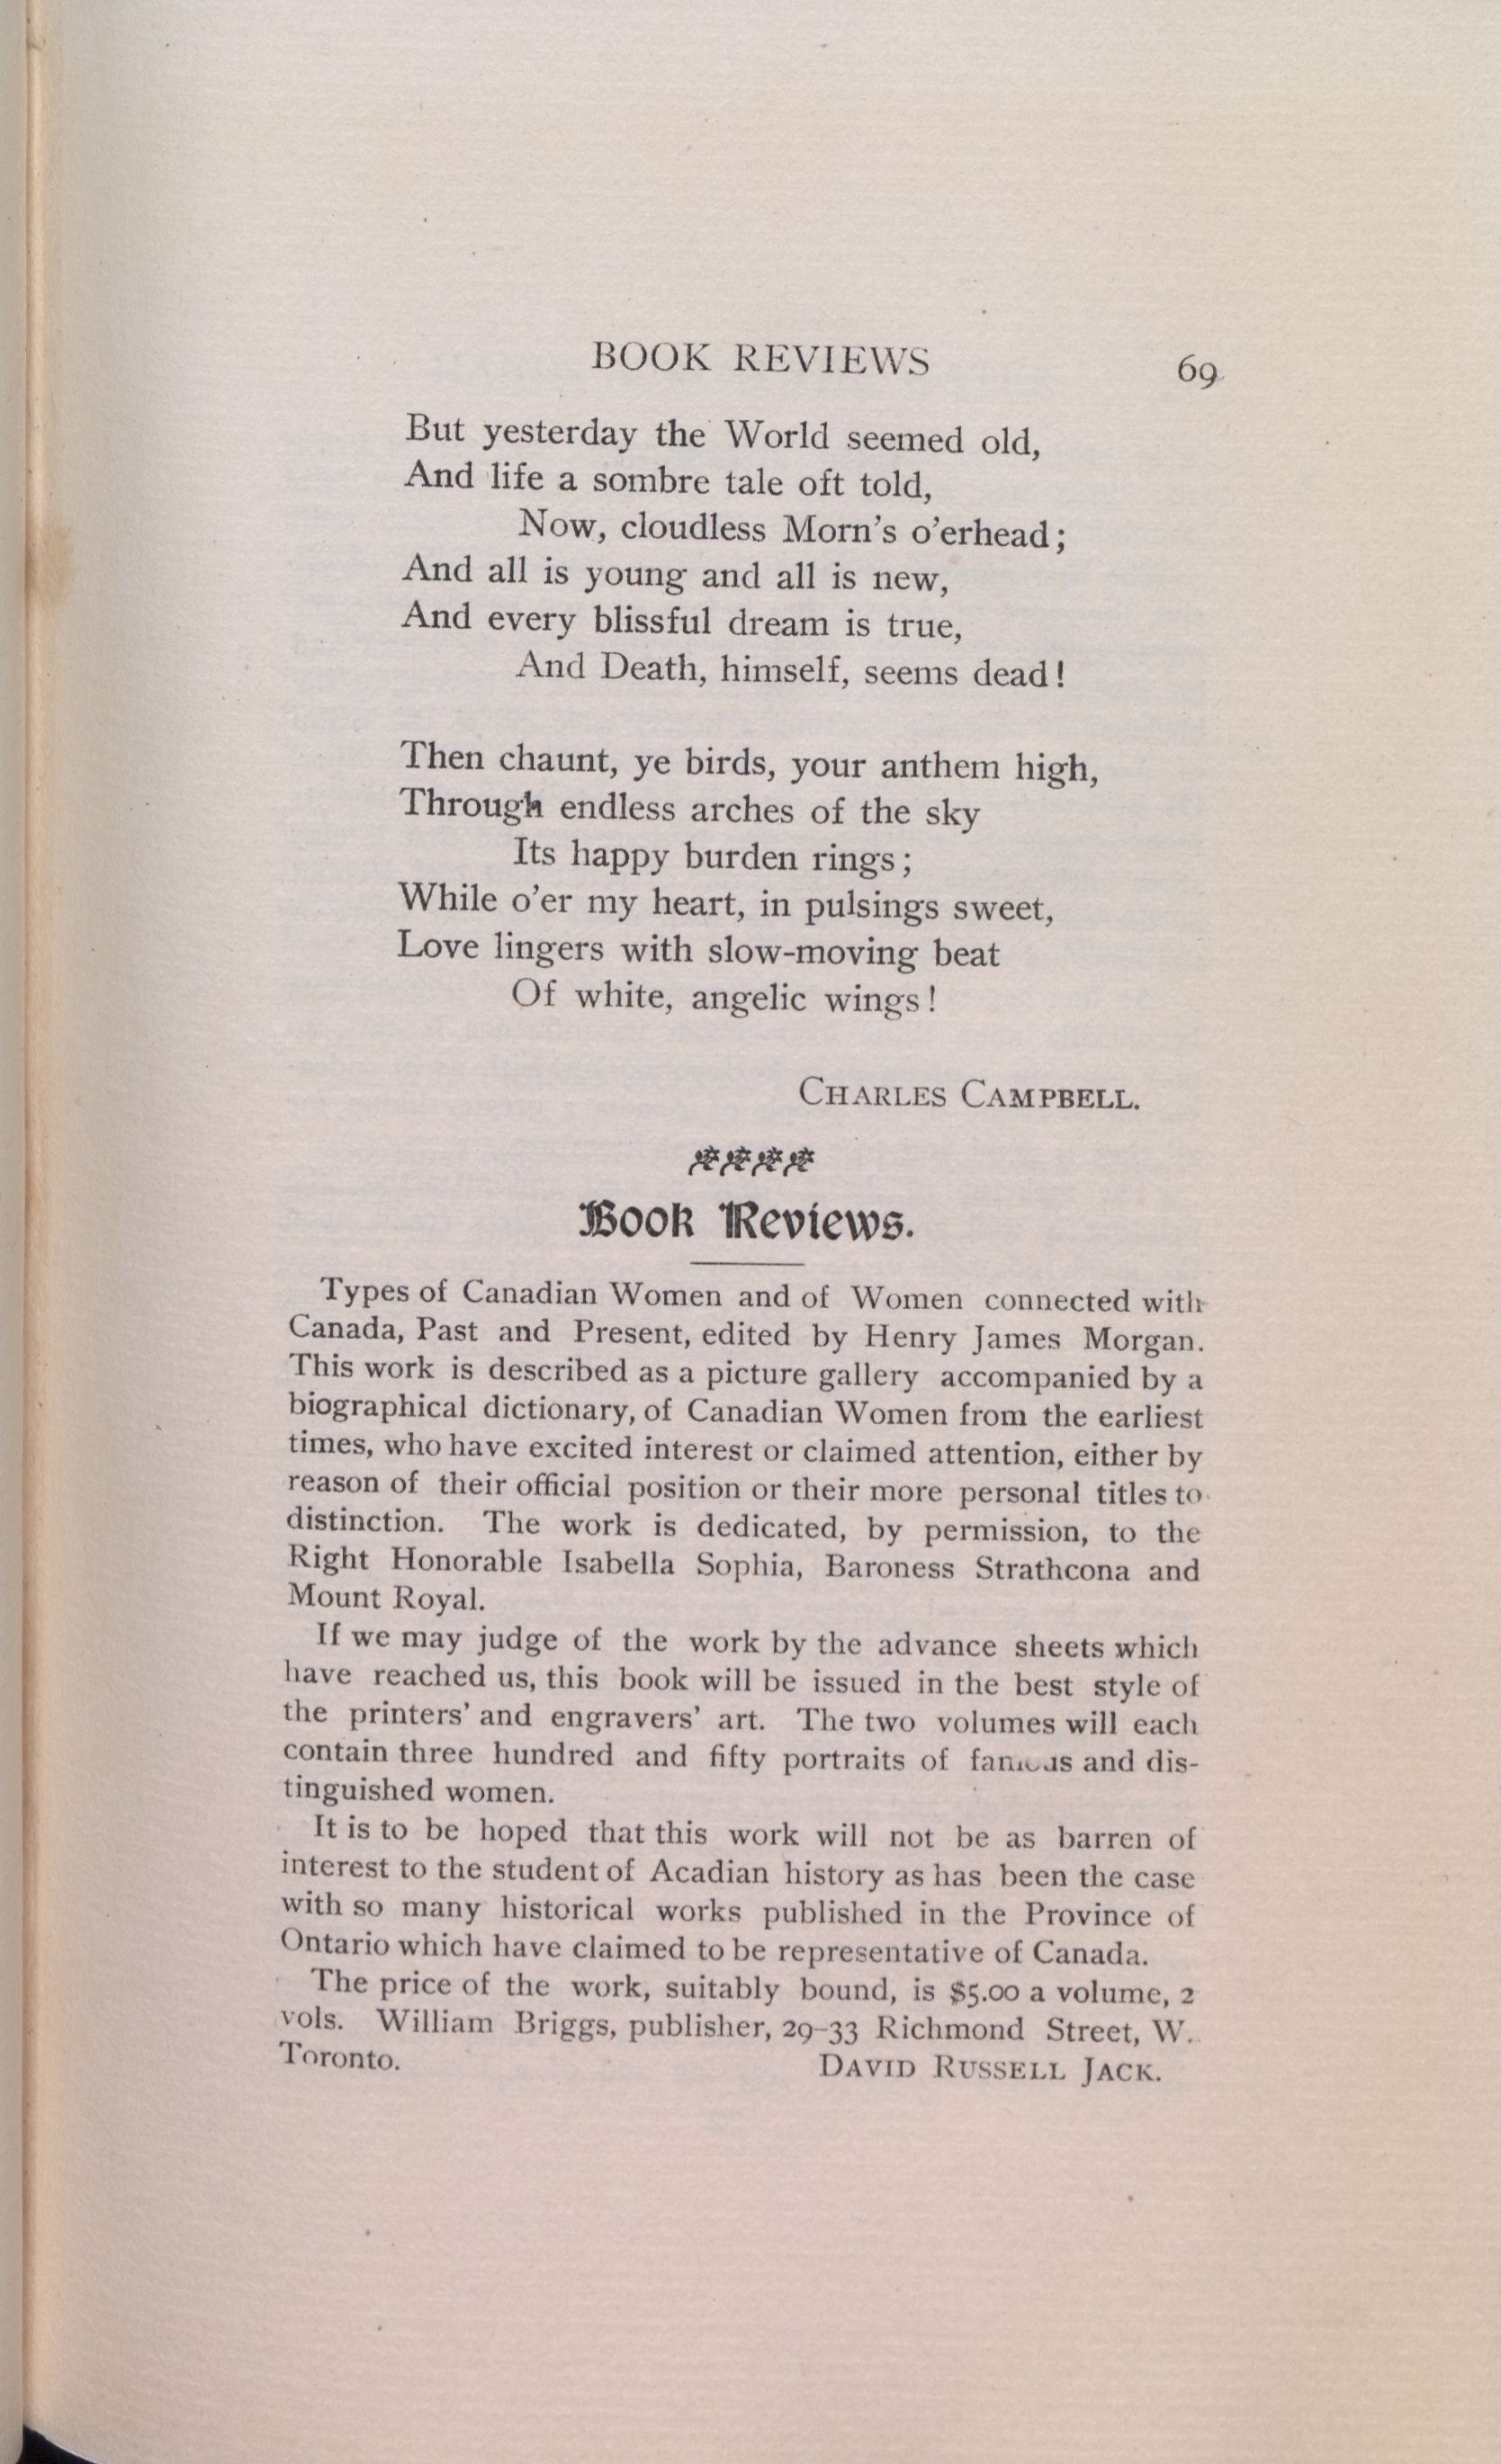 BOOK REVIEWS 69
But yesterday the World seemed old,
And life a sombre tale oft told,
Now, cloudless Morn's o'erhead;
And all is young and all is new,
And every blissful dream is true,
And Death, himself, seems dead!
Then chaunt, ye birds, your anthem high,
Through endless arches of the sky
Its happy burden rings;
While o'er my heart, in pulsings sweet,
Love lingers with slow-moving beat
Of white, angelic wings!
CHARLES CAMPBELL.
Book Reviews.
Types of Canadian Women and of Women connected with
Canada, Past and Present, edited by Henry James Morgan.
This work is described as a picture gallery accompanied by a
biographical dictionary, of Canadian Women from the earliest
times, who have excited interest or claimed attention, either by
reason of their official position or their more personal titles to
distinction. The work is dedicated, by permission, to the
Right Honorable Isabella Sophia, Baroness Strathcona and
Mount Royal.
If we may judge of the work by the advance sheets which
have reached us, this book will be issued in the best style of
the printers' and engravers' art. The two volumes will each
contain three hundred and fifty portraits of famous and dis-
tinguished women.
It is to be hoped that this work will not be as barren of
interest to the student of Acadian history as has been the case
with so many historical works published in the Province of
Ontario which have claimed to be representative of Canada.
The price of the work, suitably bound, is $5.00 a volume, 2
vols. William Briggs, publisher, 29-33 Richmond Street, W.
Toronto. DAVID RUSSELL JACK.